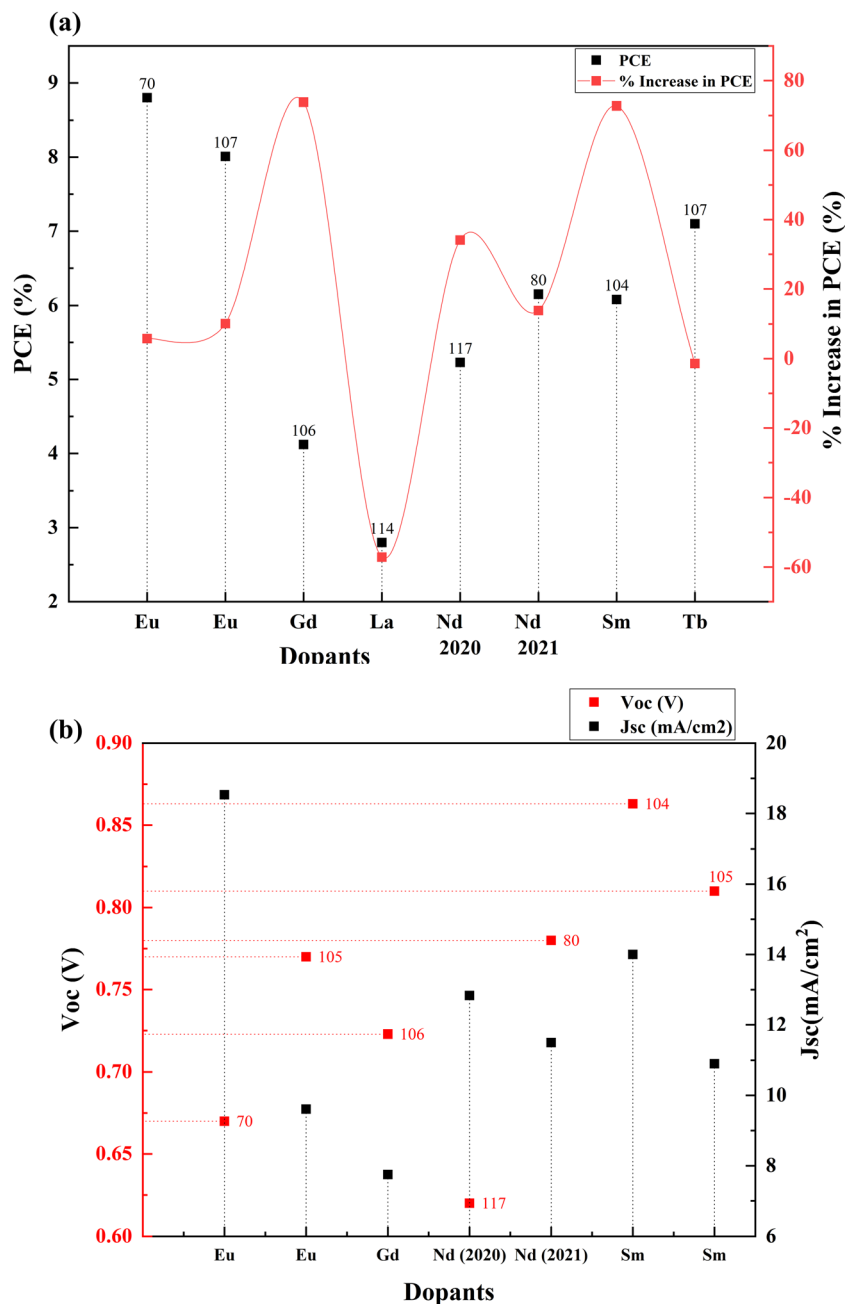 (a)
PCE
% Increase in PCE
9
8
7
6
5
4
3
2
PCE (%)
80
60
40
20
0
-20
-40
-60
% Increase in PCE (%)
70
107
106
114
117
80
104
107
Eu
Eu
Gd
La
Nd
2020
Nd
2021
Sm
Tb
Dopants
(b)
Voc (V)
Jsc (mA/cm2)
0.90
0.85
0.80
0.75
0.70
0.65
0.60
Voc (V)
20
18
16
14
12
10
8
6
Jsc(mA/cm²)
70
105
106
117
80
104
105
Eu
Eu
Gd
Nd (2020)
Nd (2021)
Sm
Sm
Dopants